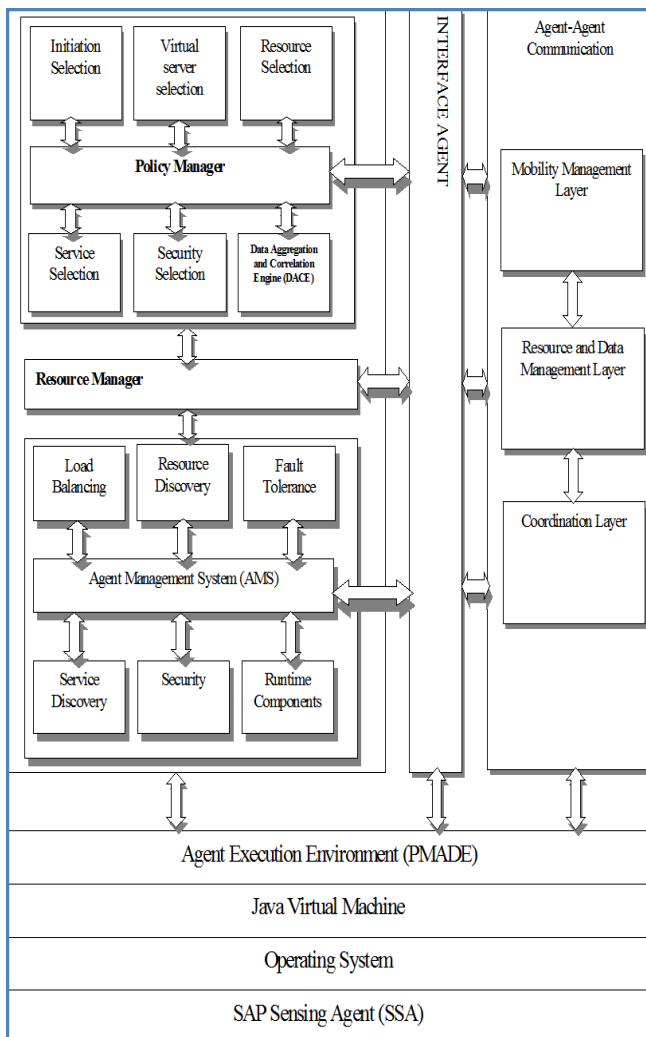 Initiation
Selection
Virtual
server
selection
Resource
Selection
Policy Manager
Service
Selection
Security
Selection
Data Aggregation
and Correlation
Engine (DACE)
Resource Manager
Load
Balancing
Resource
Discovery
Fault
Tolerance
Agent Management System (AMS)
Service
Discovery
Security
Runtime
Components
INTERFACE AGENT
Agent-Agent
Communication
Mobility Management
Layer
Resource and Data
Management Layer
Coordination Layer
Agent Execution Environment (PMADE)
Java Virtual Machine
Operating System
SAP Sensing Agent (SSA)